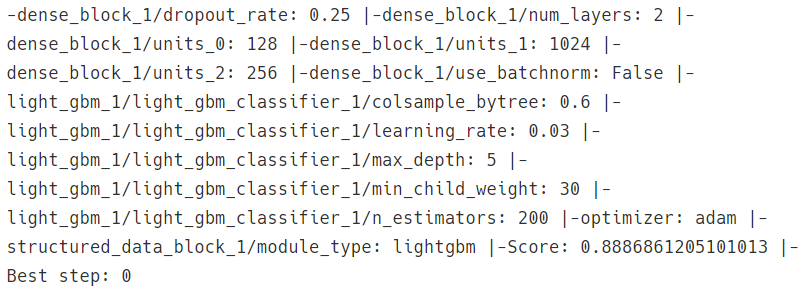 -dense_block_1/dropout_rate: 0.25 |-dense_block_1/num_layers: 2 |-
dense_block_1/units_0: 128 |-dense_block_1/units_1: 1024 |-
dense_block_1/units_2: 256 |-dense_block_1/use_batchnorm: False |-
light_gbm_1/light_gbm_classifier_1/colsample_bytree: 0.6 |-
light_gbm_1/light_gbm_classifier_1/learning_rate: 0.03 |-
light_gbm_1/light_gbm_classifier_1/max_depth: 5 |-
light_gbm_1/light_gbm_classifier_1/min_child_weight: 30 |-
light_gbm_1/light_gbm_classifier_1/n_estimators: 200 |-optimizer: adam |-
structured_data_block_1/module_type: lightgbm |-Score: 0.8886861205101013 |-
Best step: 0